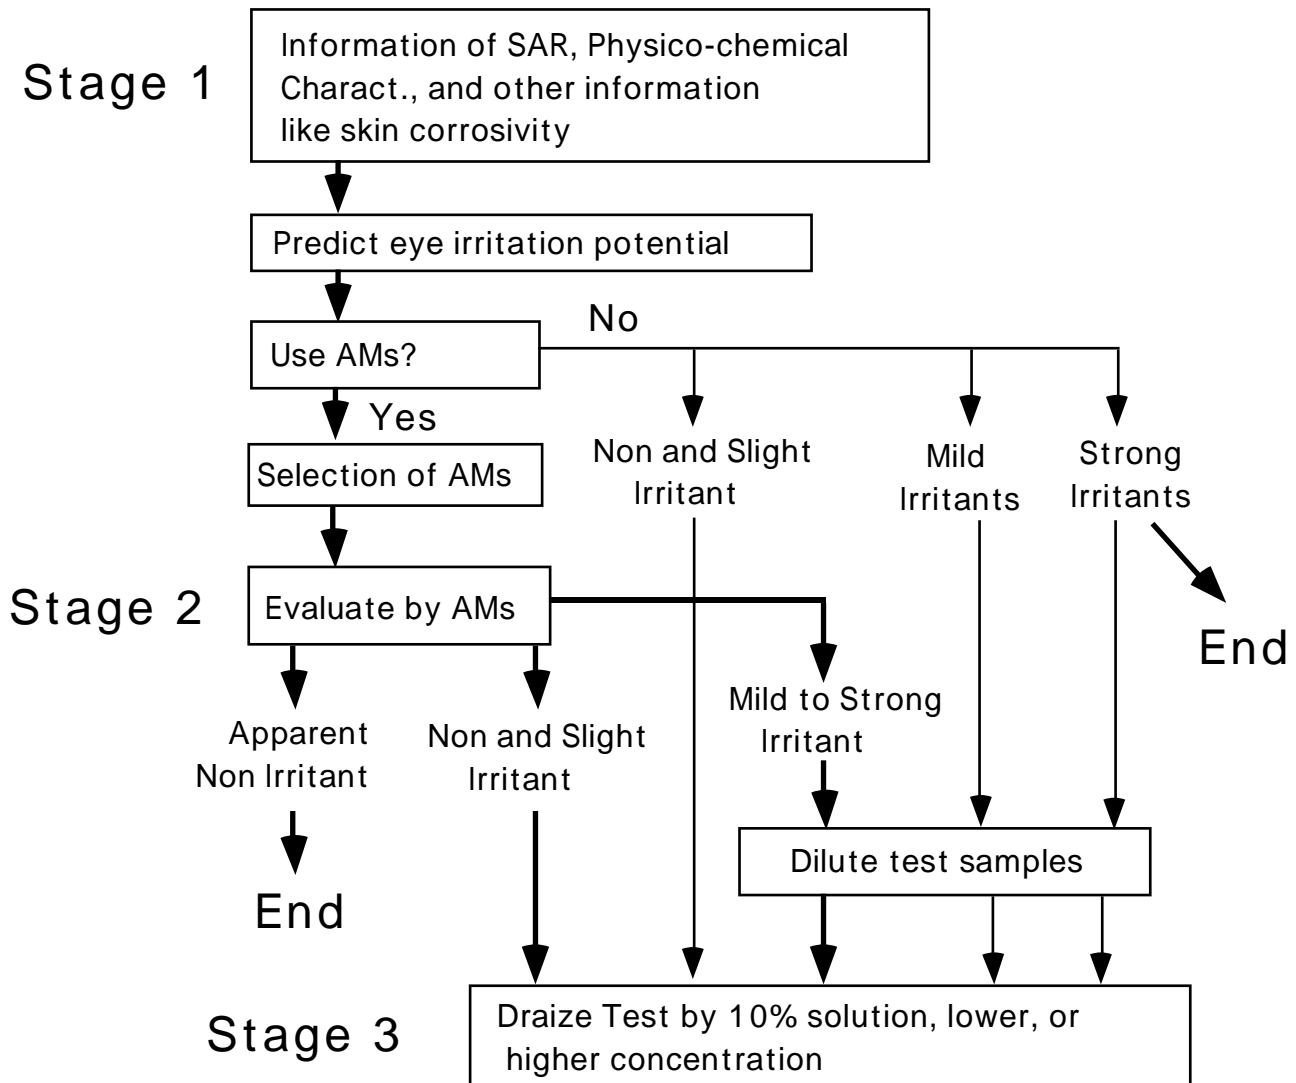 Stage 1
Information of SAR, Physico-chemical
Charact., and other information
like skin corrosivity
Predict eye irritation potential
No
Use AMs?
Yes
Selection of AMs
Non and Slight
Irritant
Mild
Irritants
Strong
Irritants
Stage 2
Evaluate by AMs
End
Apparent
Non Irritant
Non and Slight
Irritant
Mild to Strong
Irritant
Dilute test samples
End
Stage 3
Draize Test by 10% solution, lower, or
higher concentration